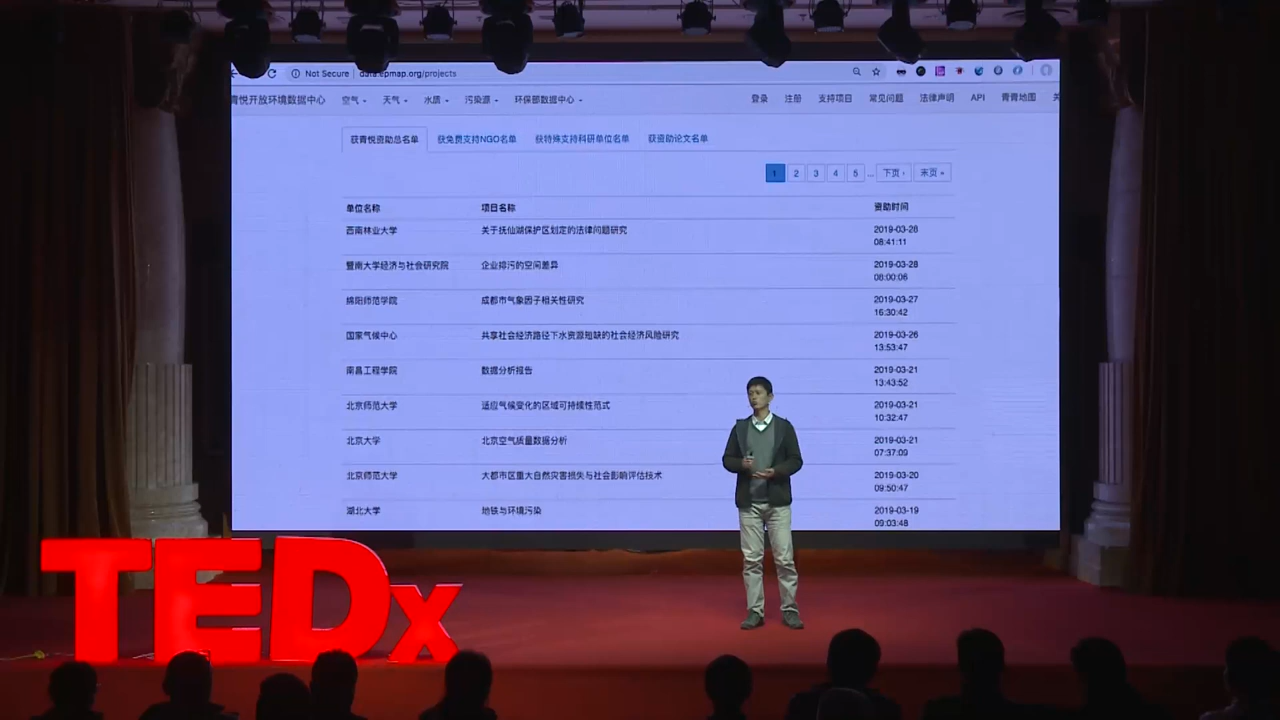 Not Secure | data.epmap.org/projects
青悦开放环境数据中心 空气 天气 水质 污染源 环保部数据中心 登录 注册 支持项目 常见问题 法律声明 API 青青地图 关
获青悦资助总名单 获免费支持NGO名单 获特殊支持科研单位名单 获资助论文名单
1 2 3 4 5 ... 下页 › 末页 »
单位名称 项目名称 资助时间
西南林业大学 关于抚仙湖保护区划定的法律问题研究 2019-03-28
08:41:11
暨南大学经济与社会研究院 企业排污的空间差异 2019-03-28
08:00:06
绵阳师范学院 成都市气象因子相关性研究 2019-03-27
16:30:42
国家气候中心 共享社会经济路径下水资源短缺的社会经济风险研究 2019-03-26
13:53:47
南昌工程学院 数据分析报告 2019-03-21
13:43:52
北京师范大学 适应气候变化的区域可持续性范式 2019-03-21
10:32:47
北京大学 北京空气质量数据分析 2019-03-21
07:37:09
北京师范大学 大都市区重大自然灾害损失与社会影响评估技术 2019-03-20
09:50:47
湖北大学 地铁与环境污染 2019-03-19
09:03:48
TEDx